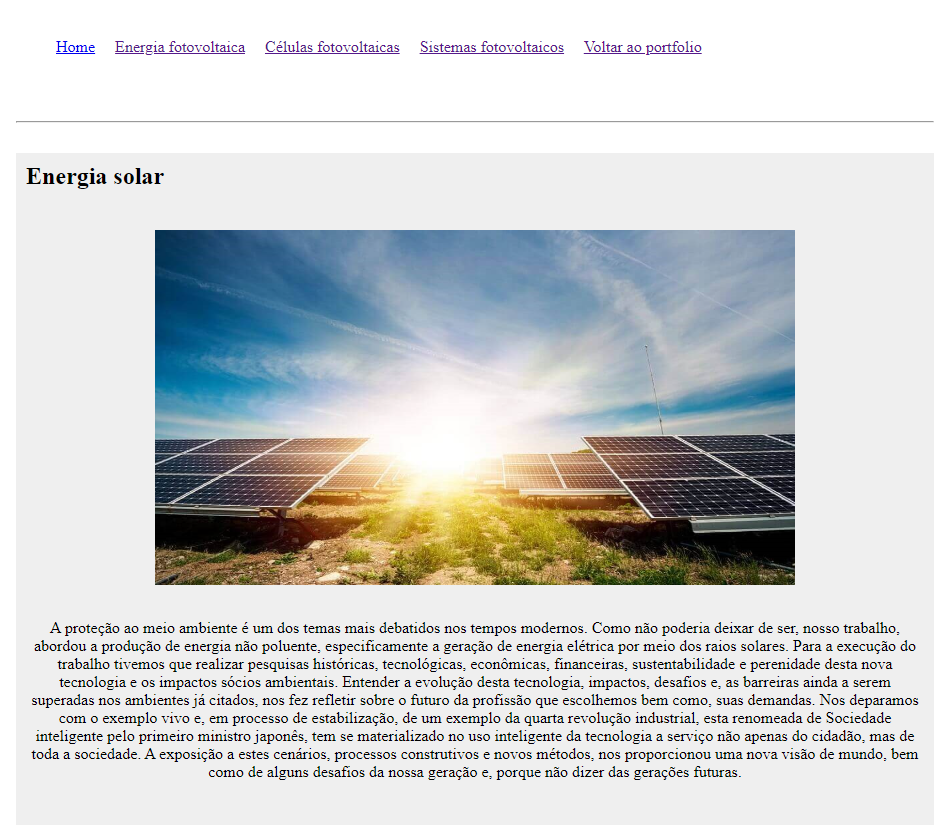 Home Energia fotovoltaica Células fotovoltaicas Sistemas fotovoltaicos Voltar ao portfolio
Energia solar
A proteção ao meio ambiente é um dos temas mais debatidos nos tempos modernos. Como não poderia deixar de ser, nosso trabalho,
abordou a produção de energia não poluente, especificamente a geração de energia elétrica por meio dos raios solares. Para a execução do
trabalho tivemos que realizar pesquisas históricas, tecnológicas, econômicas, financeiras, sustentabilidade e perenidade desta nova
tecnologia e os impactos sócios ambientais. Entender a evolução desta tecnologia, impactos, desafios e, as barreiras ainda a serem
superadas nos ambientes já citados, nos fez refletir sobre o futuro da profissão que escolhemos bem como, suas demandas. Nos deparamos
com o exemplo vivo e, em processo de estabilização, de um exemplo da quarta revolução industrial, esta renomeada de Sociedade
inteligente pelo primeiro ministro japonês, tem se materializado no uso inteligente da tecnologia a serviço não apenas do cidadão, mas de
toda a sociedade. A exposição a estes cenários, processos construtivos e novos métodos, nos proporcionou uma nova visão de mundo, bem
como de alguns desafios da nossa geração e, porque não dizer das gerações futuras.